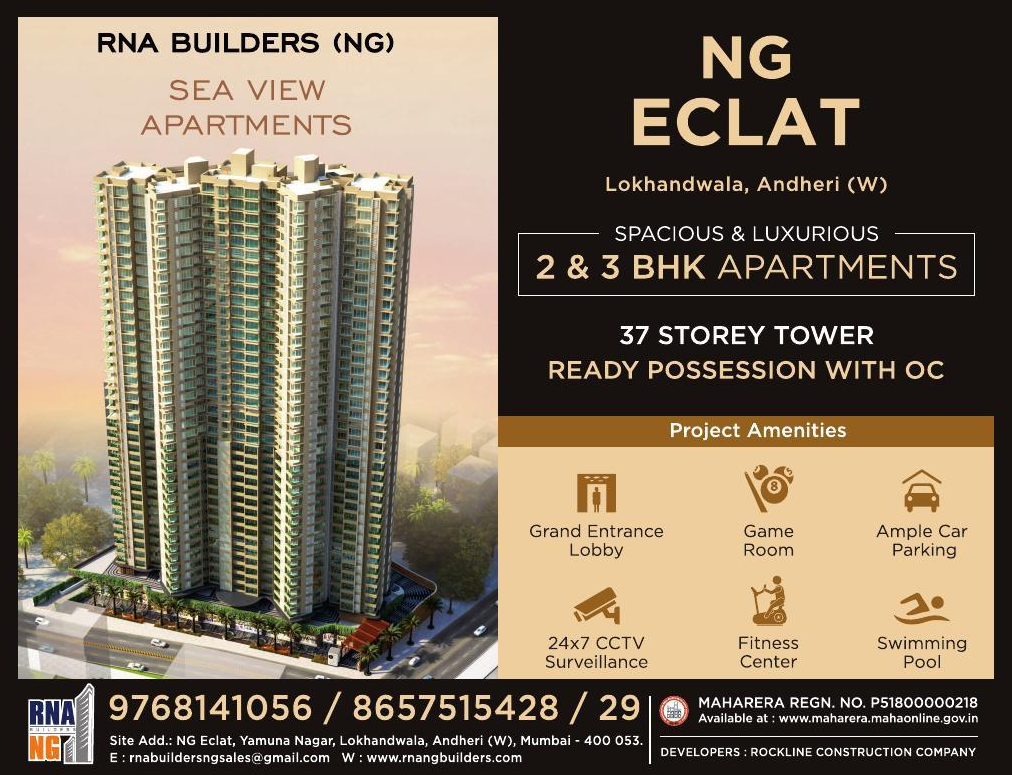 RNA BUILDERS (NG)
SEA VIEW
APARTMENTS
NG
ECLAT
Lokhandwala, Andheri (W)
SPACIOUS & LUXURIOUS
2 & 3 BHK APARTMENTS
37 STOREY TOWER
READY POSSESSION WITH OC
Project Amenities
Grand Entrance
Lobby
Game
Room
Ample Car
Parking
24x7 CCTV
Surveillance
Fitness
Center
Swimming
Pool
RNA
BUILDERS
NG
9768141056 / 8657515428 / 29
Site Add.: NG Eclat, Yamuna Nagar, Lokhandwala, Andheri (W), Mumbai - 400 053.
E : rnabuildersngsales@gmail.com W : www.rnangbuilders.com
MAHARERA REGN. NO. P51800000218
Available at : www.maharera.mahaonline.gov.in
DEVELOPERS : ROCKLINE CONSTRUCTION COMPANY